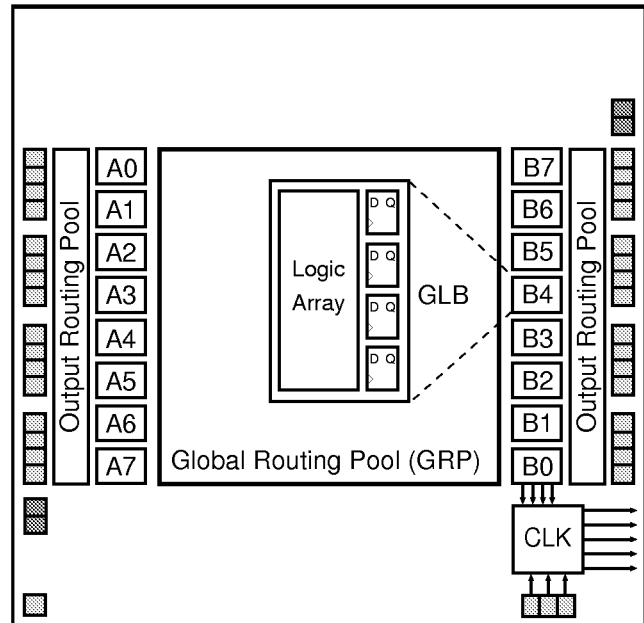 Output Routing Pool
A0
A1
A2
A3
A4
A5
A6
A7
Logic
Array
D Q
D Q
D Q
D Q
GLB
Global Routing Pool (GRP)
B7
B6
B5
B4
B3
B2
B1
B0
Output Routing Pool
CLK